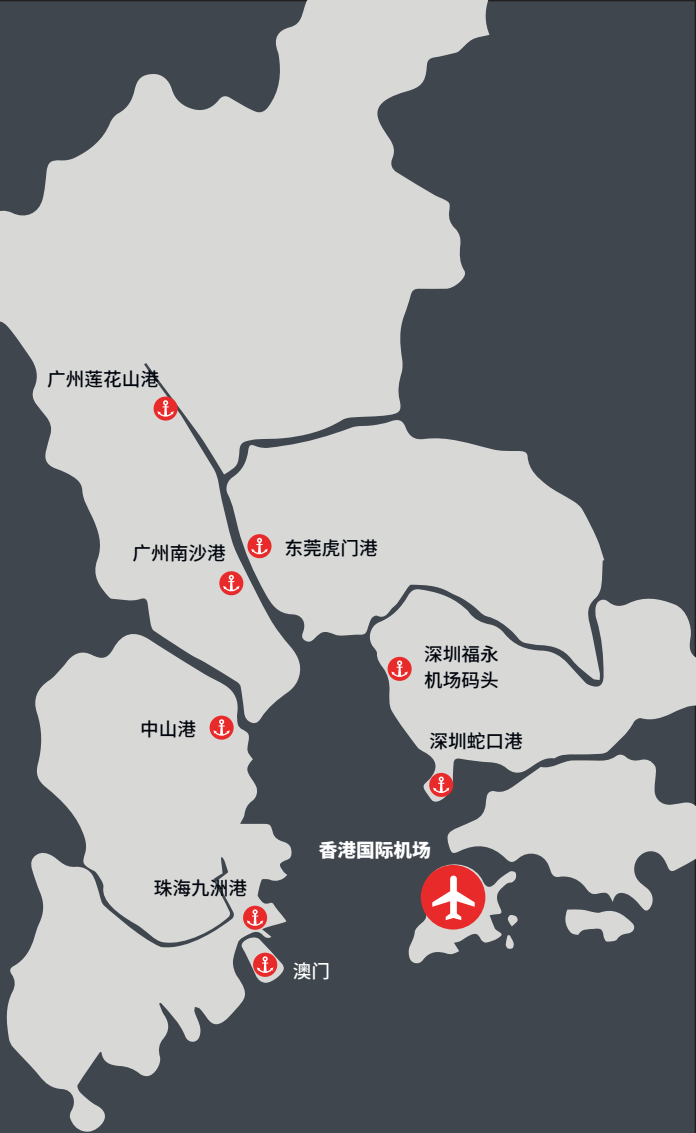 广州莲花山港
东莞虎门港
广州南沙港
深圳福永
机场码头
中山港
深圳蛇口港
香港国际机场
珠海九洲港
澳门